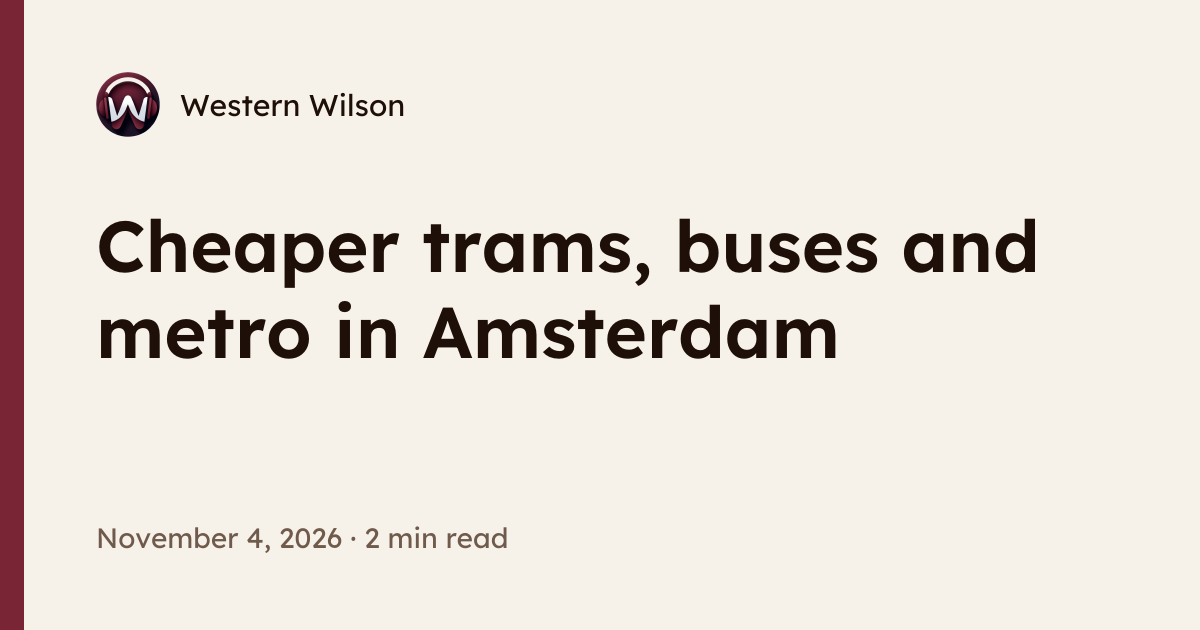 W
Western Wilson
Cheaper trams, buses and
metro in Amsterdam
November 4, 2026 · 2 min read